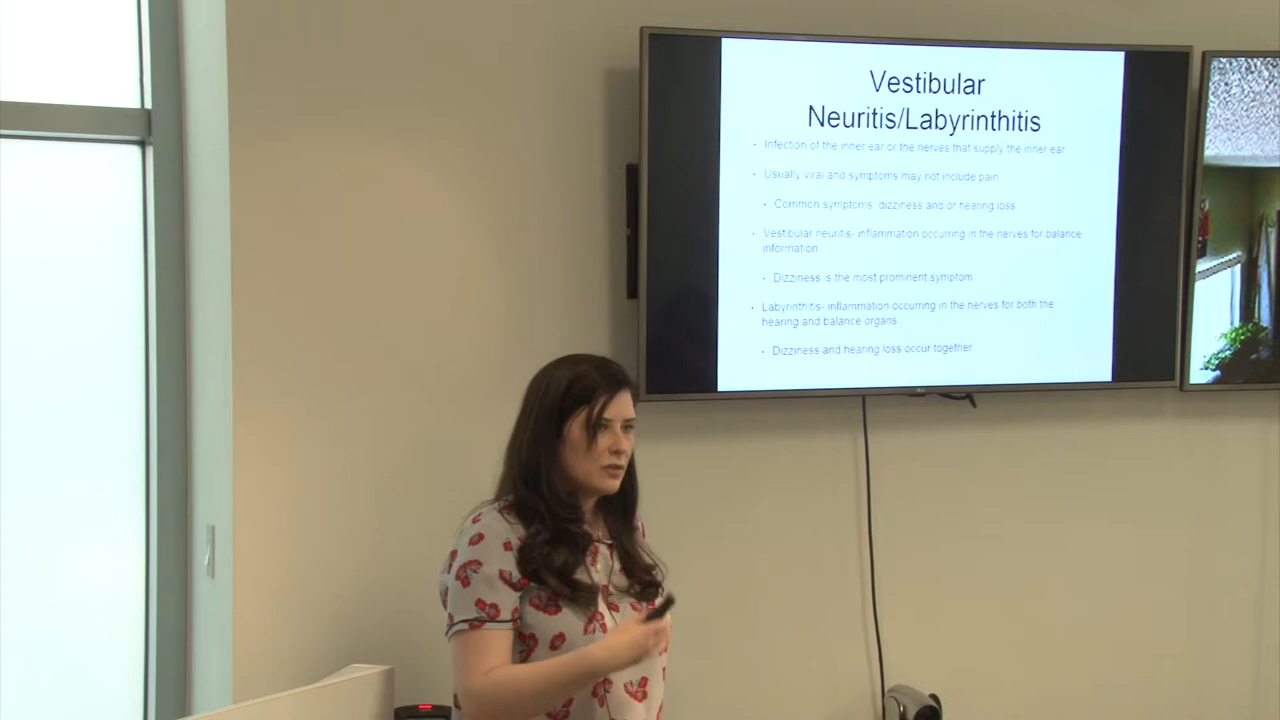 Vestibular
Neuritis/Labyrinthitis
- Infection of the inner ear or the nerves that supply the inner ear
- Usually viral and symptoms may not include pain
- Common symptoms: dizziness and or hearing loss
- Vestibular neuritis- inflammation occurring in the nerves for balance
information
- Dizziness is the most prominent symptom
- Labyrinthitis- inflammation occurring in the nerves for both the
hearing and balance organs
- Dizziness and hearing loss occur together